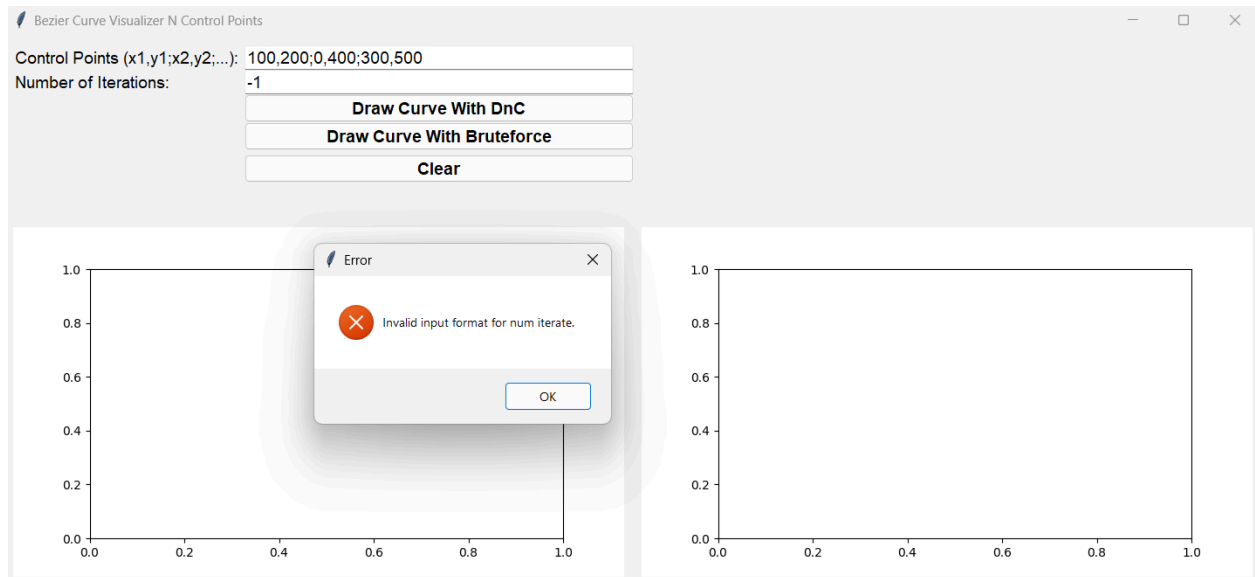 Bezier Curve Visualizer N Control Points
Control Points (x1,y1;x2,y2;...): 100,200;0,400;300,500
Number of Iterations: -1
Draw Curve With DnC
Draw Curve With Bruteforce
Clear
Error
Invalid input format for num iterate.
OK
1.0
0.8
0.6
0.4
0.2
0.0
0.0 0.2 0.4 0.6 0.8 1.0
1.0
0.8
0.6
0.4
0.2
0.0
0.0 0.2 0.4 0.6 0.8 1.0